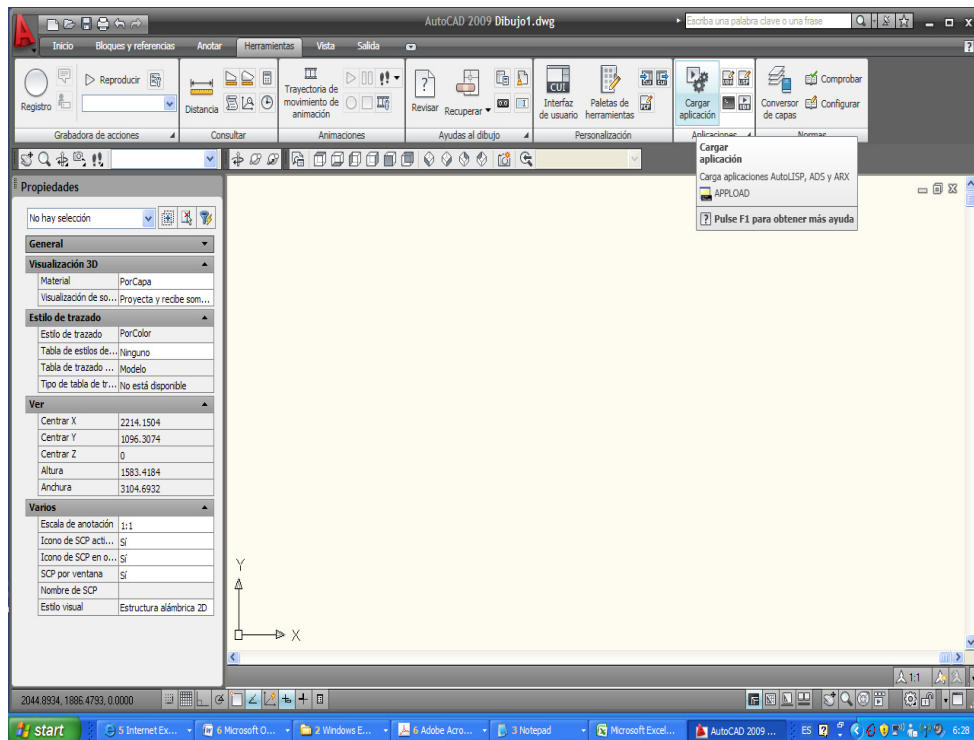 AutoCAD 2009 Dibujo1.dwg
Escriba una palabra clave o una frase
Inicio
Bloques y referencias
Anotar
Herramientas
Vista
Salida
Registro
Reproducir
Distancia
Trayectoria de
movimiento de
animación
Revisar
Recuperar
CUI
Interfaz
de usuario
Paletas de
herramientas
Cargar
aplicación
Conversor
de capas
Comprobar
Configurar
Grabadora de acciones
Consultar
Animaciones
Ayudas al dibujo
Personalización
Aplicaciones
Normas
Cargar
aplicación
Carga aplicaciones AutoLISP, ADS y ARX
APPLOAD
Pulse F1 para obtener más ayuda
Propiedades
No hay selección
General
Visualización 3D
Material PorCapa
Visualización de so... Proyecta y recibe som...
Estilo de trazado
Estilo de trazado PorColor
Tabla de estilos de... Ninguno
Tabla de trazado ... Modelo
Tipo de tabla de tr... No está disponible
Ver
Centrar X 2214.1504
Centrar Y 1096.3074
Centrar Z 0
Altura 1583.4184
Anchura 3104.6932
Varios
Escala de anotación 1:1
Icono de SCP acti... Sí
Icono de SCP en o... Sí
SCP por ventana Sí
Nombre de SCP
Estilo visual Estructura alámbrica 2D
Y
X
1:1
2044.8934, 1886.4793, 0.0000
start
5 Internet Ex...
6 Microsoft O...
2 Windows E...
6 Adobe Acro...
3 Notepad
Microsoft Excel...
AutoCAD 2009 ...
ES
6:28